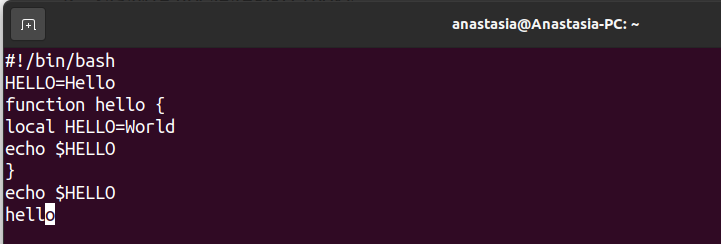 anastasia@Anastasia-PC: ~
#!/bin/bash
HELLO=Hello
function hello {
local HELLO=World
echo $HELLO
}
echo $HELLO
hello